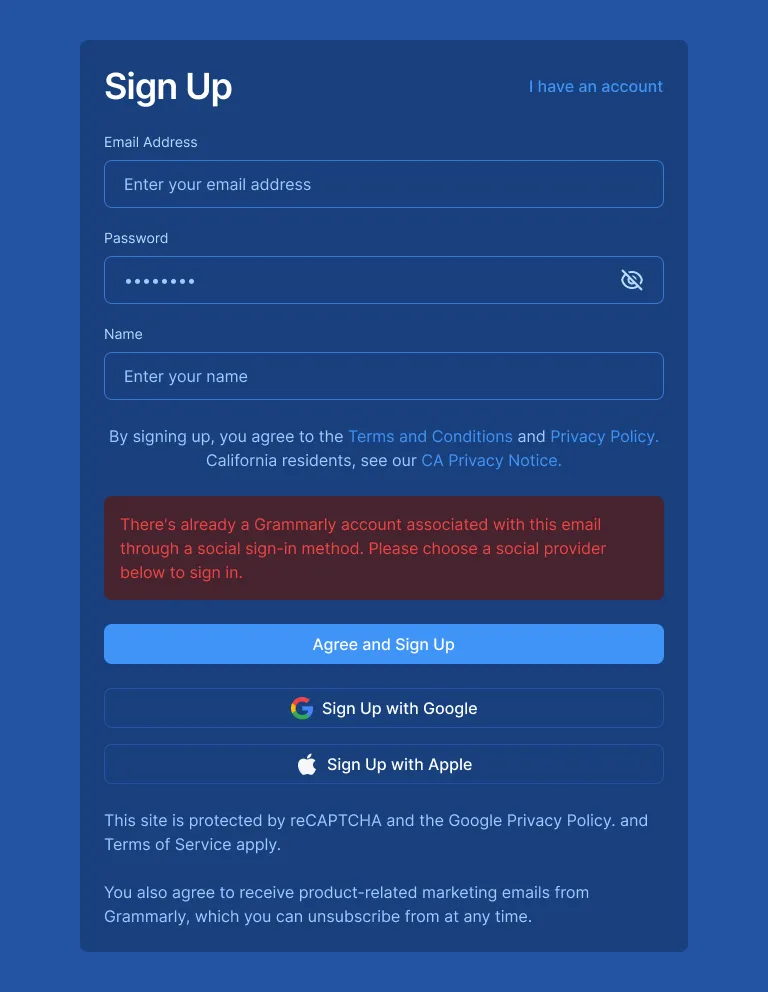 Sign Up
I have an account
Email Address
Enter your email address
Password
••••••••
Name
Enter your name
By signing up, you agree to the Terms and Conditions and Privacy Policy.
California residents, see our CA Privacy Notice.
There's already a Grammarly account associated with this email
through a social sign-in method. Please choose a social provider
below to sign in.
Agree and Sign Up
Sign Up with Google
Sign Up with Apple
This site is protected by reCAPTCHA and the Google Privacy Policy. and
Terms of Service apply.
You also agree to receive product-related marketing emails from
Grammarly, which you can unsubscribe from at any time.